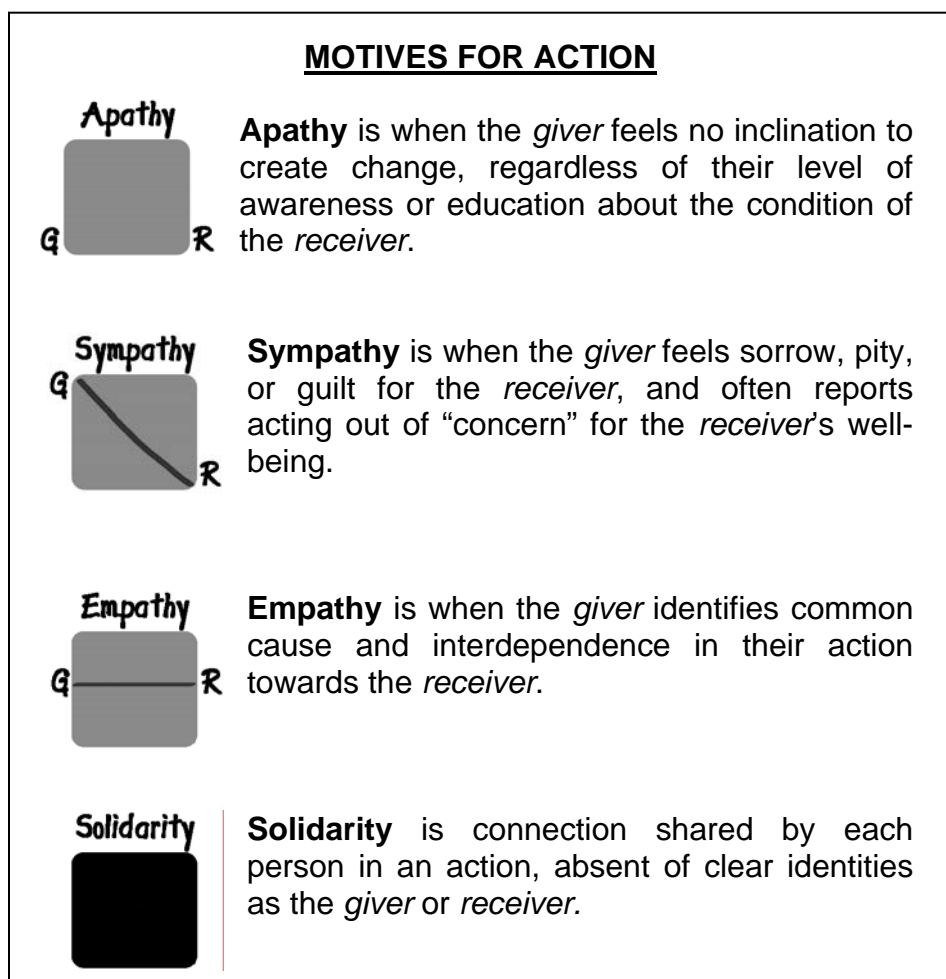 MOTIVES FOR ACTION
Apathy
G
R
Apathy is when the giver feels no inclination to
create change, regardless of their level of
awareness or education about the condition of
the receiver.
Sympathy
G
R
Sympathy is when the giver feels sorrow, pity,
or guilt for the receiver, and often reports
acting out of “concern” for the receiver’s well-
being.
Empathy
G
R
Empathy is when the giver identifies common
cause and interdependence in their action
towards the receiver.
Solidarity
Solidarity is connection shared by each
person in an action, absent of clear identities
as the giver or receiver.